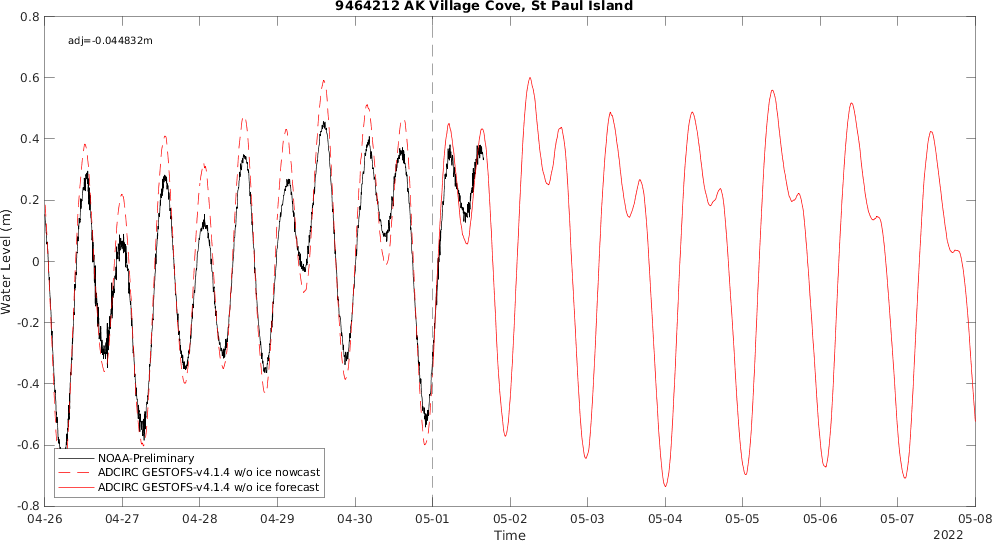 9464212 AK Village Cove, St Paul Island
adj=-0.044832m
Water Level (m)
0.8
0.6
0.4
0.2
0
-0.2
-0.4
-0.6
-0.8
NOAA-Preliminary
ADCIRC GESTOFS-v4.1.4 w/o ice nowcast
ADCIRC GESTOFS-v4.1.4 w/o ice forecast
04-26 04-27 04-28 04-29 04-30 05-01 05-02 05-03 05-04 05-05 05-06 05-07 05-08
Time
2022